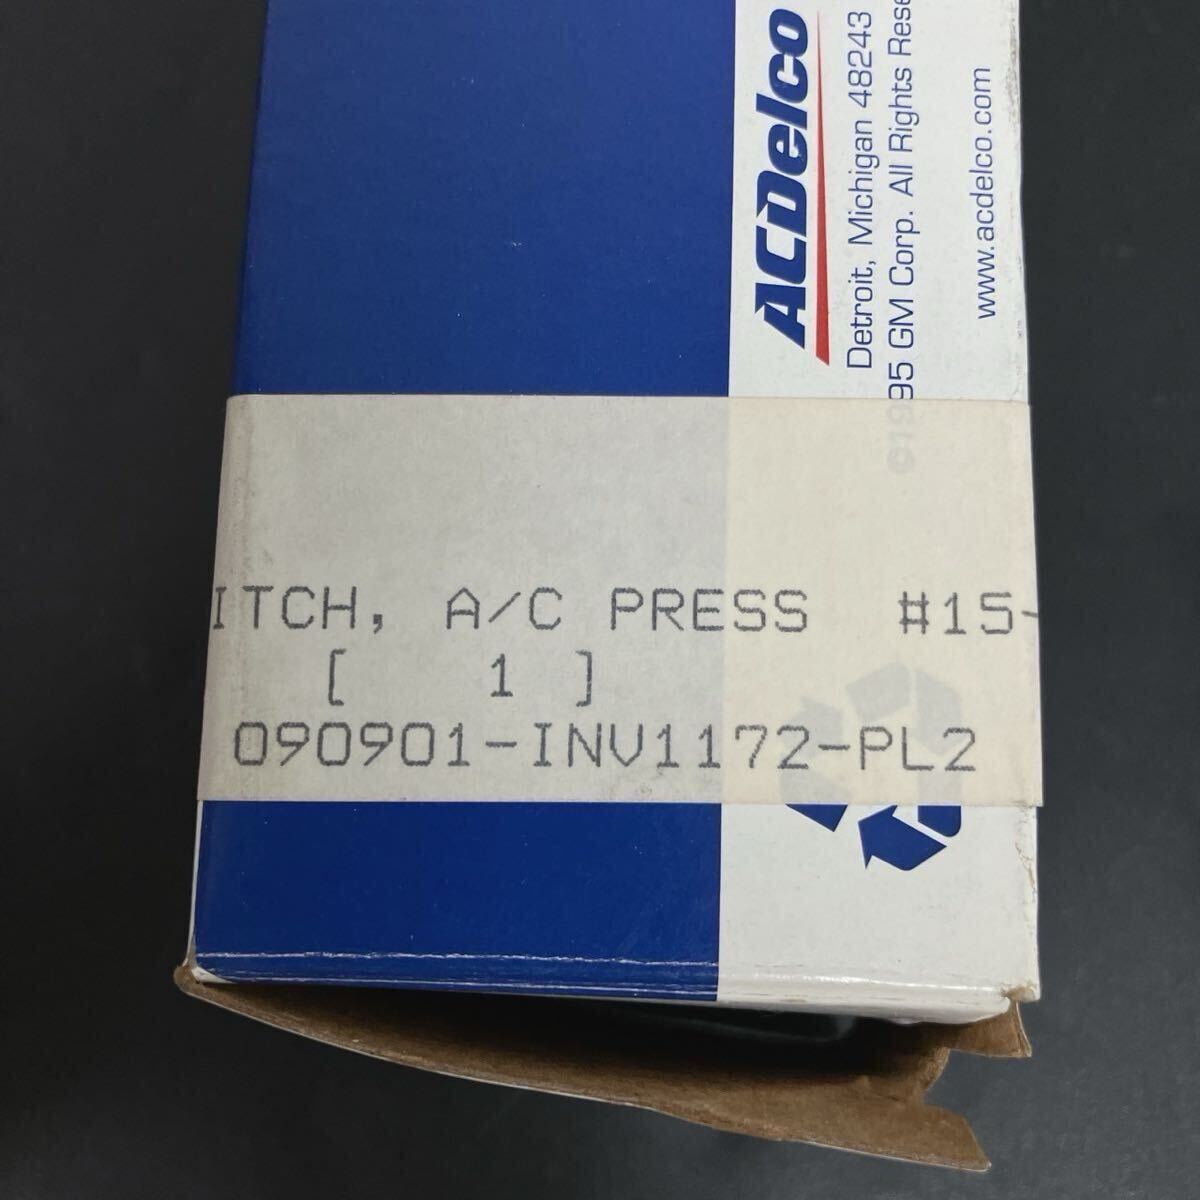 ACDelco
Detroit, Michigan 48243
©1995 GM Corp. All Rights Rese
www.acdelco.com
ITCH, A/C PRESS #15-
[ 1 ]
090901-INV1172-PL2